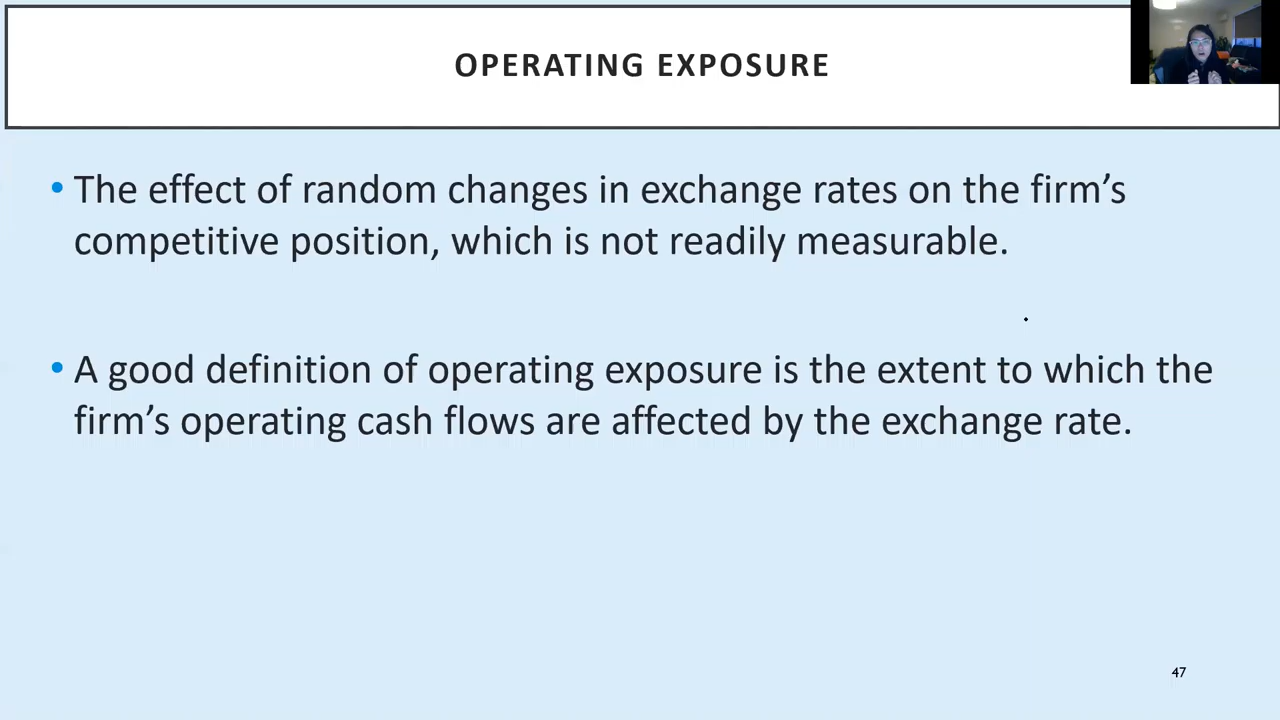 OPERATING EXPOSURE
• The effect of random changes in exchange rates on the firm’s
competitive position, which is not readily measurable.
• A good definition of operating exposure is the extent to which the
firm’s operating cash flows are affected by the exchange rate.
47